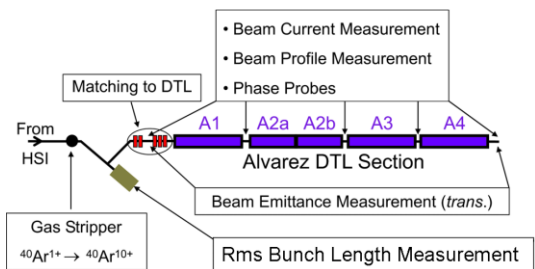 • Beam Current Measurement
• Beam Profile Measurement
• Phase Probes
Matching to DTL
From
HSI
A1 A2a A2b A3 A4
Alvarez DTL Section
Beam Emittance Measurement (trans.)
Gas Stripper
⁴⁰Ar¹⁺ → ⁴⁰Ar¹⁰⁺
Rms Bunch Length Measurement